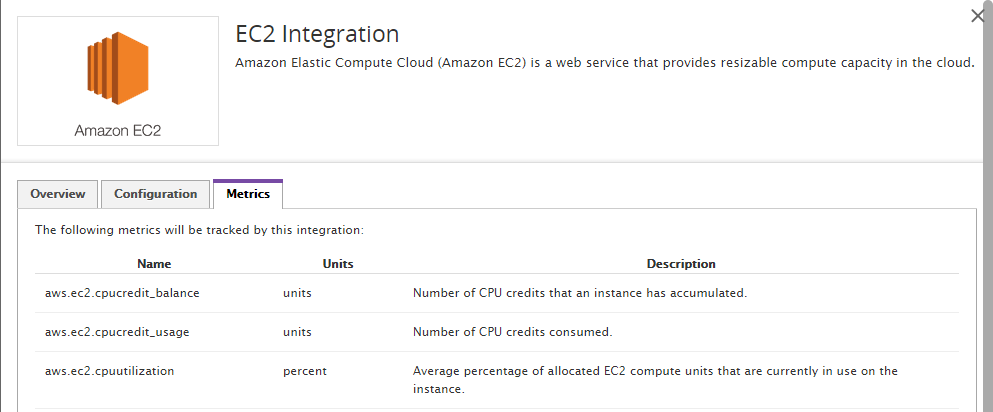 EC2 Integration
Amazon Elastic Compute Cloud (Amazon EC2) is a web service that provides resizable compute capacity in the cloud.
Amazon EC2
Overview Configuration Metrics
The following metrics will be tracked by this integration:
Name Units Description
aws.ec2.cpucredit_balance units Number of CPU credits that an instance has accumulated.
aws.ec2.cpucredit_usage units Number of CPU credits consumed.
aws.ec2.cpuutilization percent Average percentage of allocated EC2 compute units that are currently in use on the
instance.